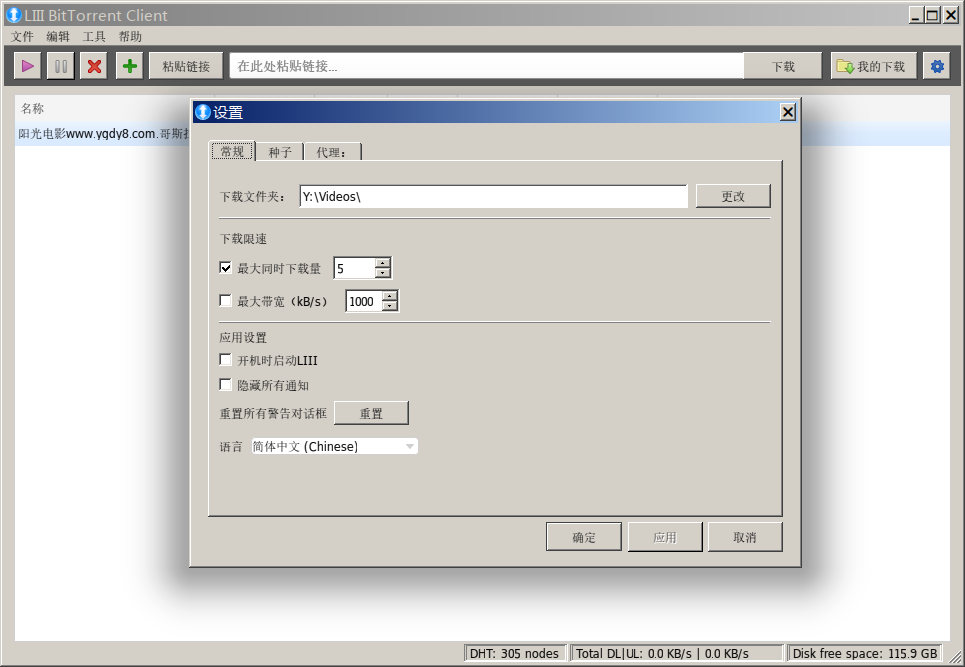 LIII BitTorrent Client
文件 编辑 工具 帮助
粘贴链接 在此处粘贴链接... 下载 我的下载
名称
阳光电影www.ygdy8.com.哥斯
设置
常规 种子 代理：
下载文件夹： Y:\Videos\ 更改
下载限速
最大同时下载量 5
最大带宽（kB/s） 1000
应用设置
开机时启动LIII
隐藏所有通知
重置所有警告对话框 重置
语言 简体中文 (Chinese)
确定 应用 取消
DHT: 305 nodes Total DL|UL: 0.0 KB/s | 0.0 KB/s Disk free space: 115.9 GB